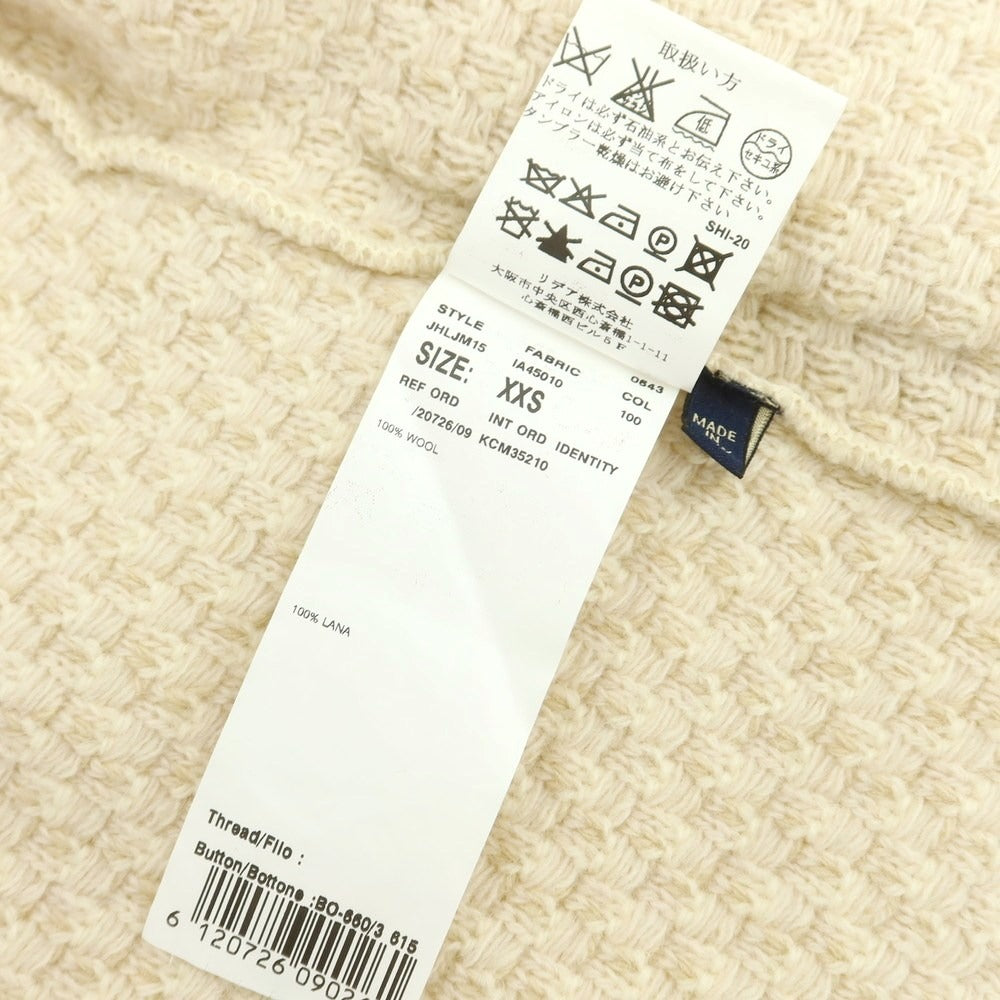 取扱い方
低
ドライ
セキユ系
ドライは必ず石油系とお伝え下さい。
アイロンは必ず当て布をして下さい。
タンブラー乾燥はお避け下さい
SHI-20
P
P
リデア株式会社
大阪市中央区西心斎橋1-1-11
心斎橋西ビル5F
STYLE FABRIC 0643
JHLJM15 IA45010 COL
SIZE: XXS 100
REF ORD INT ORD IDENTITY
/20726/09 KCM35210
100% WOOL
100% LANA
Thread/Filo :
Button/Bottone :BO-660/3 615
6 120726 0902
MADE
IN